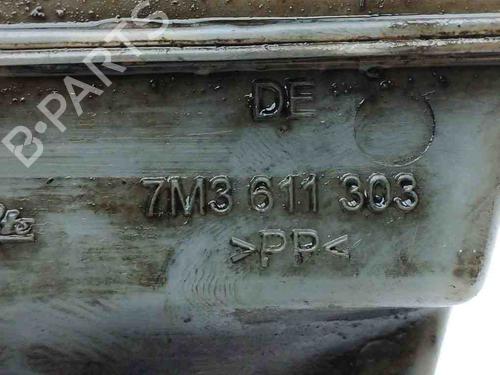 B-PARTS
DE
7M3 611 303
>PP<